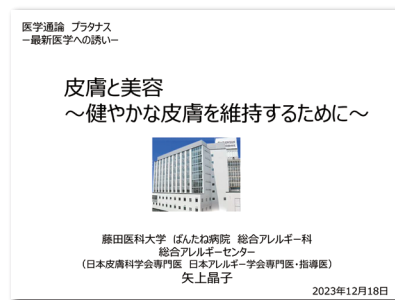 医学通論 プラタナス
−最新医学への誘い−
皮膚と美容
～健やかな皮膚を維持するために～
藤田医科大学 ばんたね病院 総合アレルギー科
総合アレルギーセンター
（日本皮膚科学会専門医 日本アレルギー学会専門医・指導医）
矢上晶子
2023年12月18日